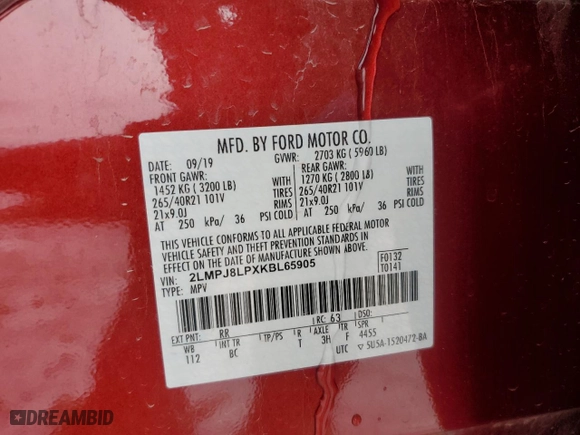 MFD. BY FORD MOTOR CO.
DATE: 09/19 GVWR: 2703 KG ( 5960 LB)
FRONT GAWR: REAR GAWR:
1452 KG ( 3200 LB) WITH 1270 KG ( 2800 LB) WITH
265/40R21 101V TIRES 265/40R21 101V TIRES
21x9.0J RIMS 21x9.0J RIMS
AT 250 kPa/ 36 PSI COLD AT 250 kPa/ 36 PSI COLD
THIS VEHICLE CONFORMS TO ALL APPLICABLE FEDERAL MOTOR
VEHICLE SAFETY AND THEFT PREVENTION STANDARDS IN
EFFECT ON THE DATE OF MANUFACTURE SHOWN ABOVE.
VIN: 2LMPJ8LPXKBL65905 F0132
TYPE: MPV T0141
RC: 63 DSO:
EXT PNT: RR
WB INT TR TP/PS R AXLE TR SPR
112 BC T 3H F 4455
UTC ▽ 5U5A-1520472-BA
DREAMBID